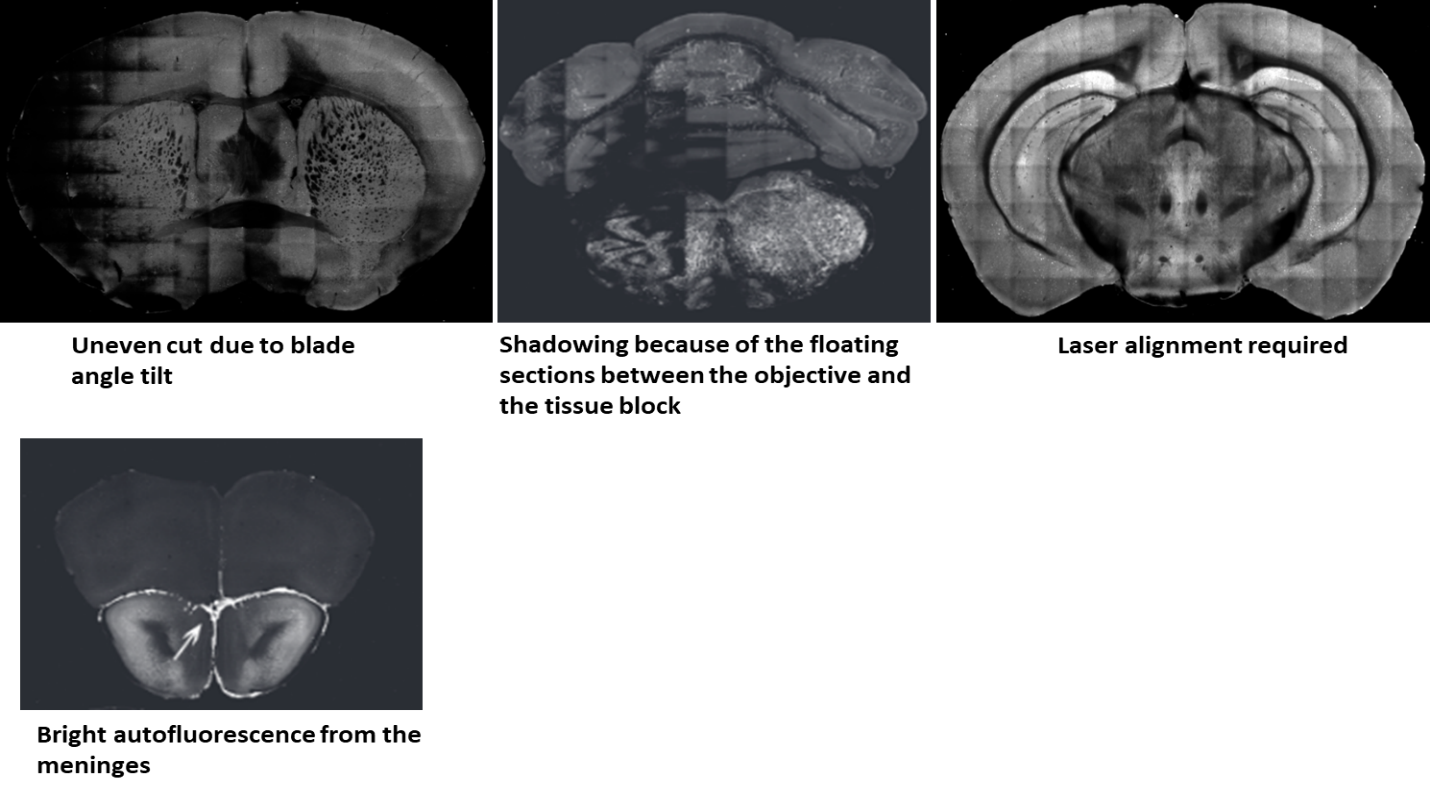 Uneven cut due to blade
angle tilt
Shadowing because of the floating
sections between the objective and
the tissue block
Laser alignment required
Bright autofluorescence from the
meninges